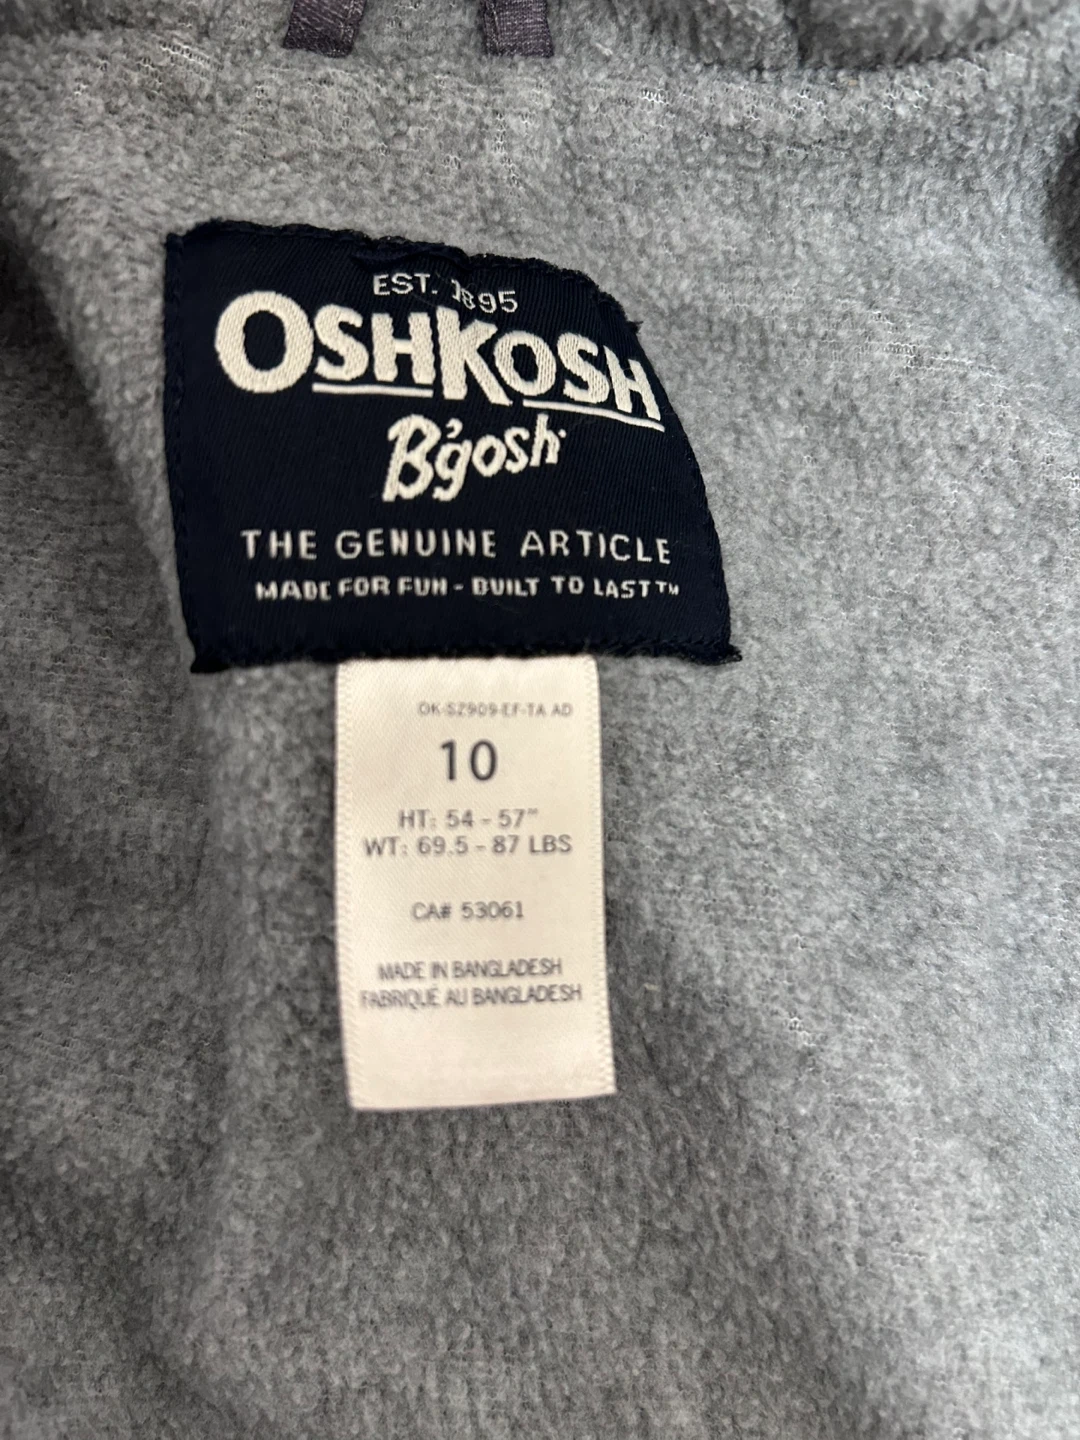 EST. 1895
OSHKOSH
B'gosh
THE GENUINE ARTICLE
MADE FOR FUN - BUILT TO LAST™
OK-SZ909-EF-TA AD
10
HT: 54 - 57"
WT: 69.5 - 87 LBS
CA# 53061
MADE IN BANGLADESH
FABRIQUÉ AU BANGLADESH